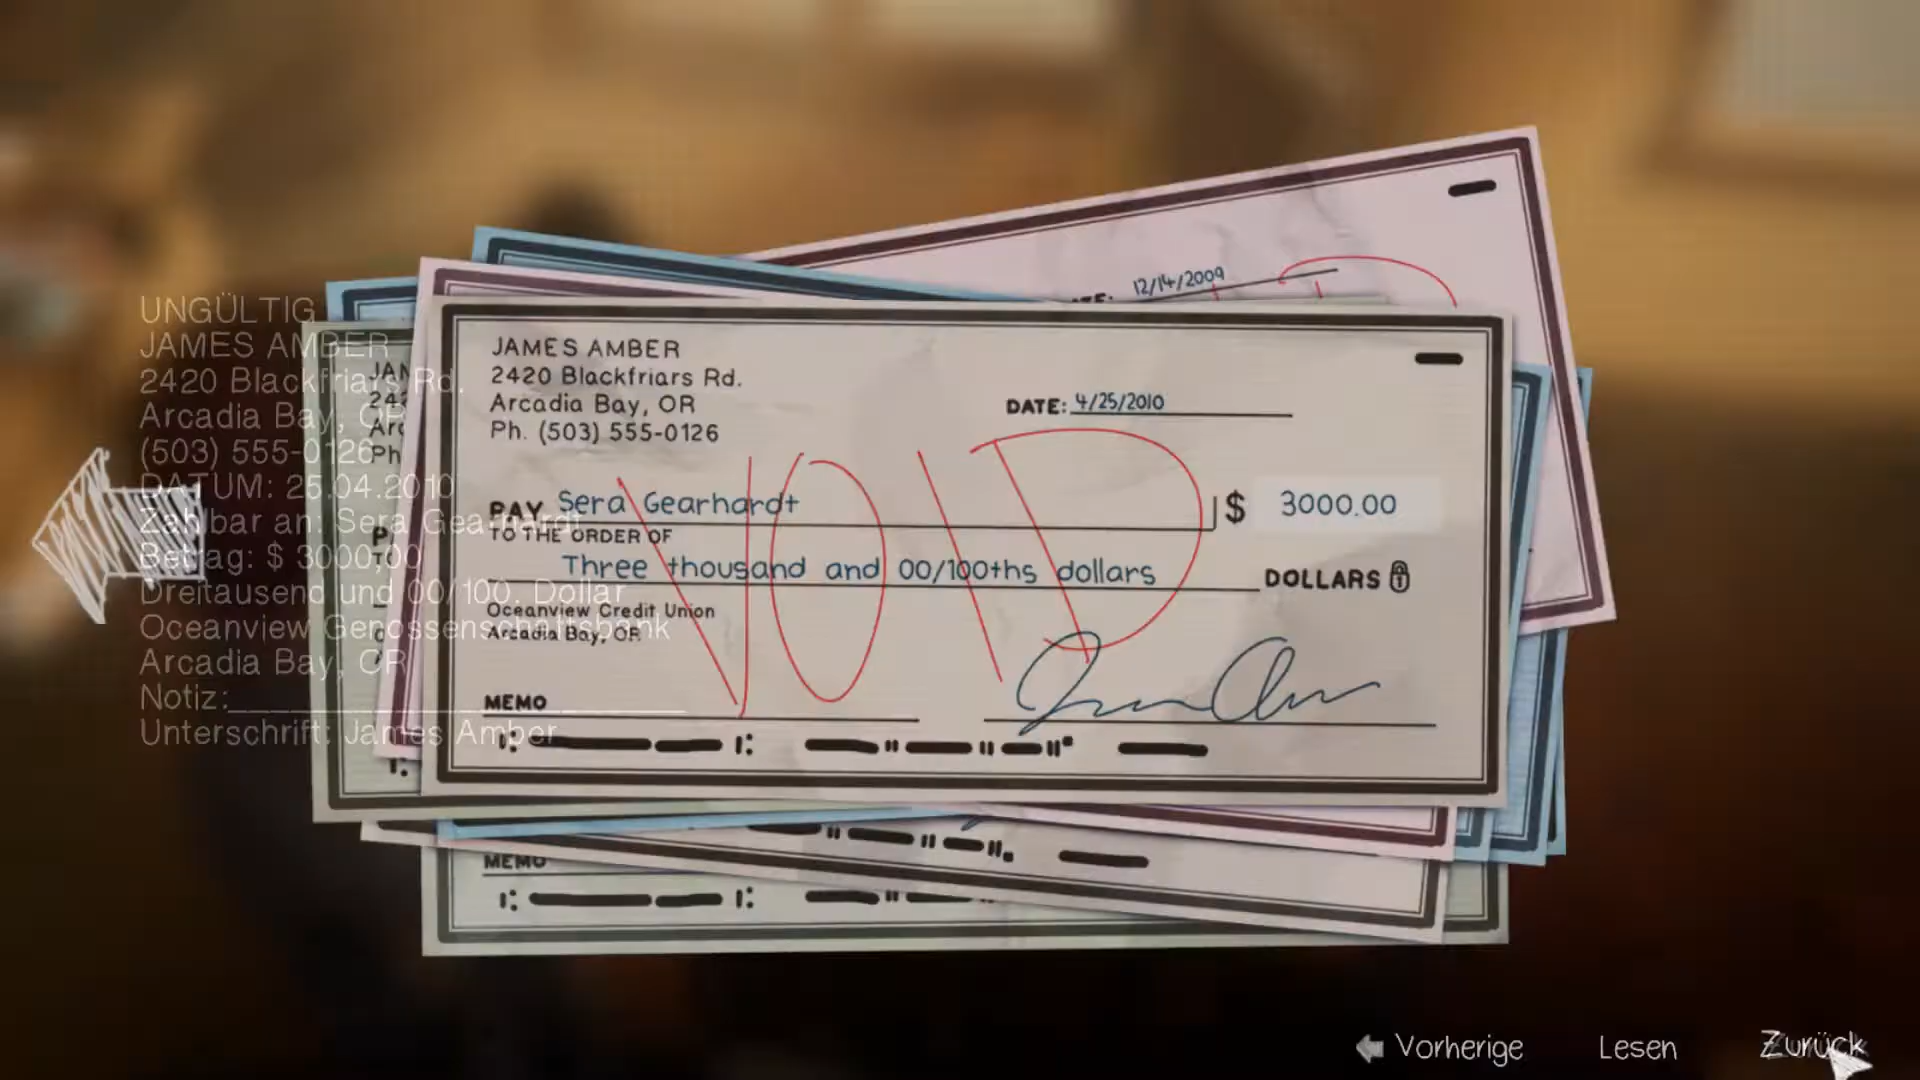 12/14/2009
UNGÜLTIG
JAMES AMBER
2420 Blackfriars Rd.
Arcadia Bay, OR
(503) 555-0126
DATUM: 25.04.2010
Zahlbar an: Sera Gearhardt
Betrag: $ 3000,00
Dreitausend und 00/100. Dollar
Oceanview Genossenschaftsbank
Arcadia Bay, OR
Notiz:
Unterschrift: James Amber
JAMES AMBER
2420 Blackfriars Rd.
Arcadia Bay, OR
Ph. (503) 555-0126
DATE: 4/25/2010
VOID
PAY Sera Gearhardt $ 3000.00
TO THE ORDER OF
Three thousand and 00/100ths dollars DOLLARS
Oceanview Credit Union
Arcadia Bay, OR
MEMO
MEMO
Vorherige Lesen Zurück